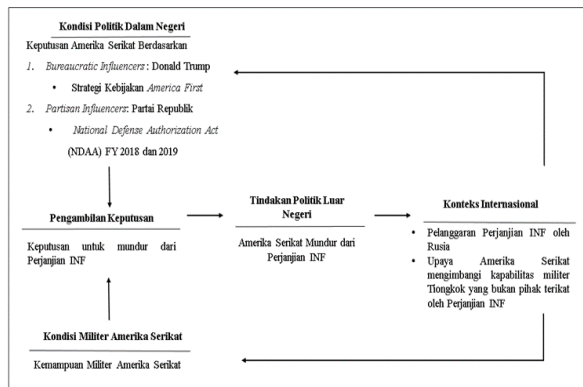 Kondisi Politik Dalam Negeri
Keputusan Amerika Serikat Berdasarkan
1. Bureaucratic Influencers : Donald Trump
• Strategi Kebijakan America First
2. Partisan Influencers: Partai Republik
• National Defense Authorization Act
(NDAA) FY 2018 dan 2019
Pengambilan Keputusan
Keputusan untuk mundur dari
Perjanjian INF
Tindakan Politik Luar
Negeri
Amerika Serikat Mundur dari
Perjanjian INF
Konteks Internasional
• Pelanggaran Perjanjian INF oleh
Rusia
• Upaya Amerika Serikat
mengimbangi kapabilitas militer
Tiongkok yang bukan pihak terikat
oleh Perjanjian INF
Kondisi Militer Amerika Serikat
Kemampuan Militer Amerika Serikat